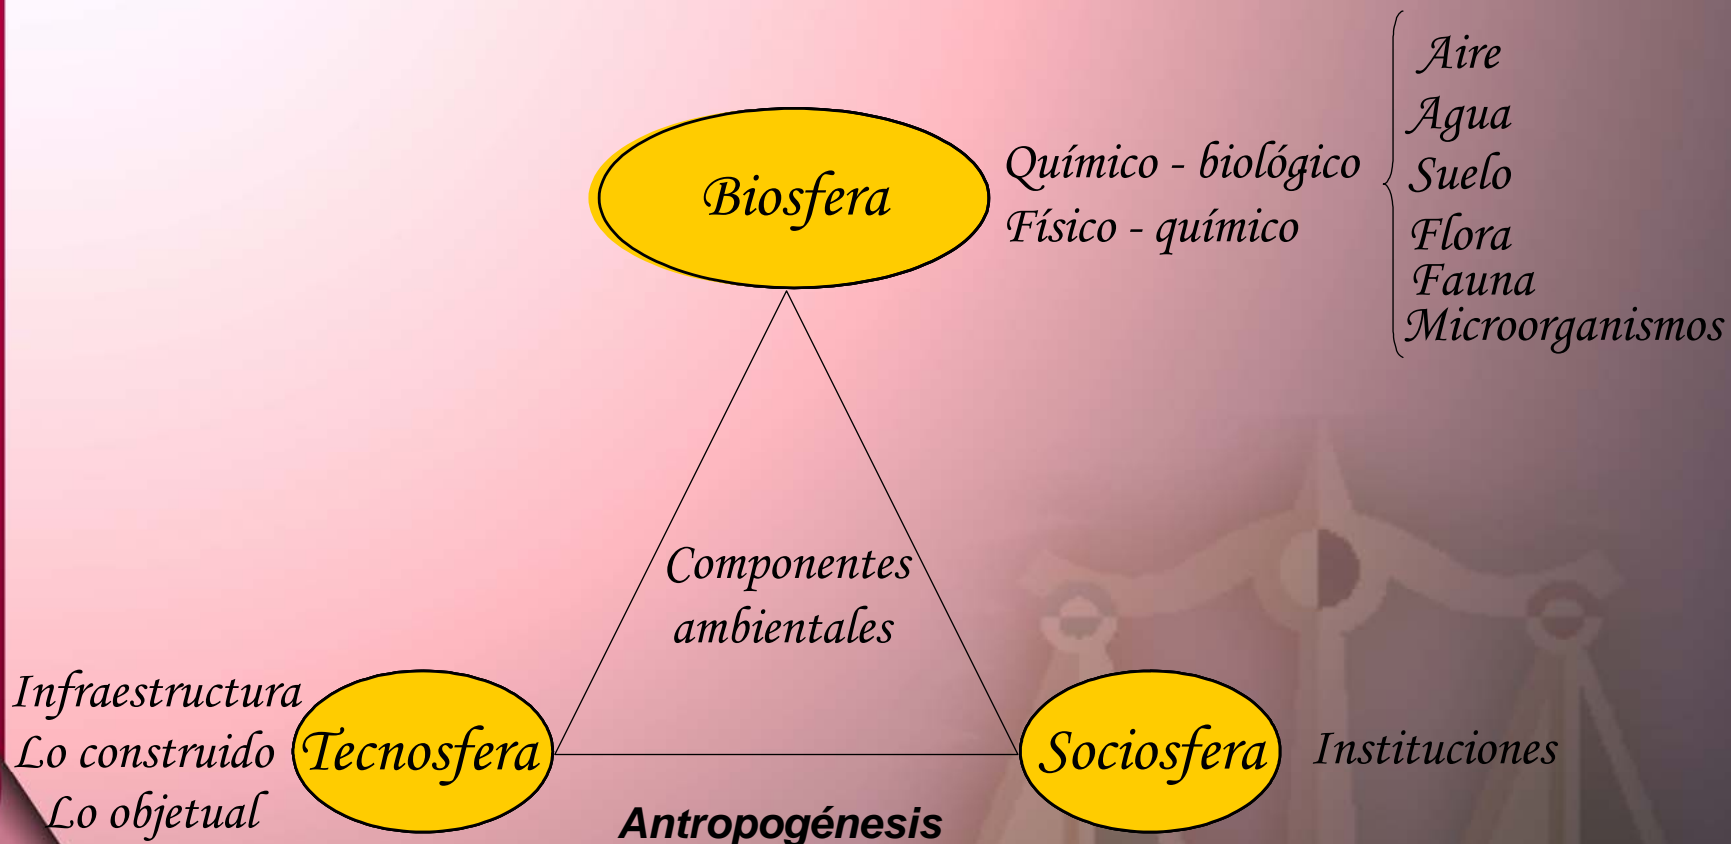 Biosfera
Químico - biológico
Físico - químico
Aire
Agua
Suelo
Flora
Fauna
Microorganismos
Componentes
ambientales
Infraestructura
Lo construido
Lo objetual
Tecnosfera
Sociosfera
Instituciones
Antropogénesis